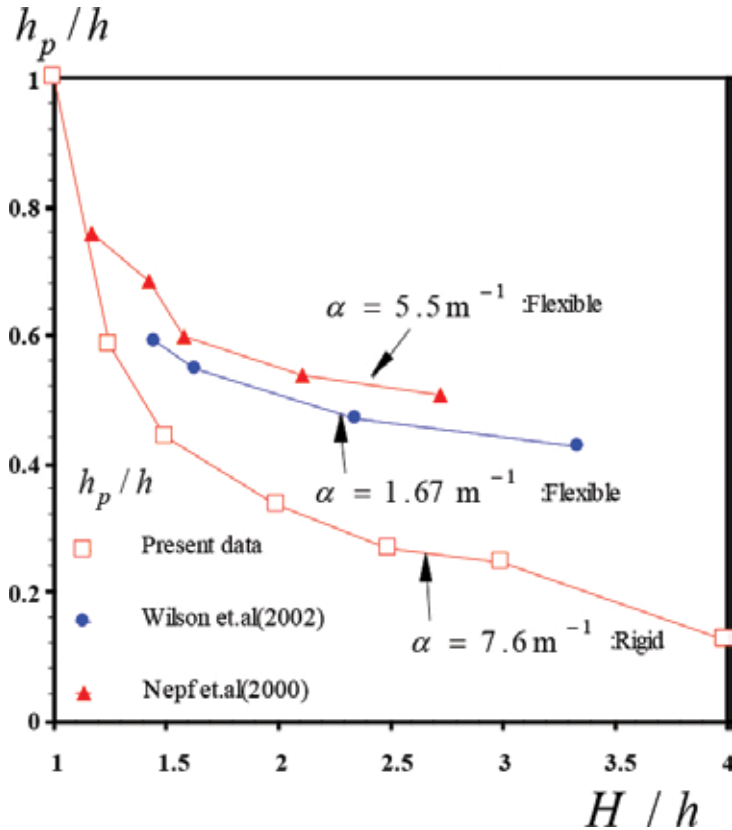 h_p / h
1
0.8
α = 5.5 m⁻¹ :Flexible
0.6
0.4
h_p / h
α = 1.67 m⁻¹ :Flexible
Present data
0.2
Wilson et.al(2002)
α = 7.6 m⁻¹ :Rigid
Nepf et.al(2000)
0
1 1.5 2 2.5 3 3.5 4
H / h